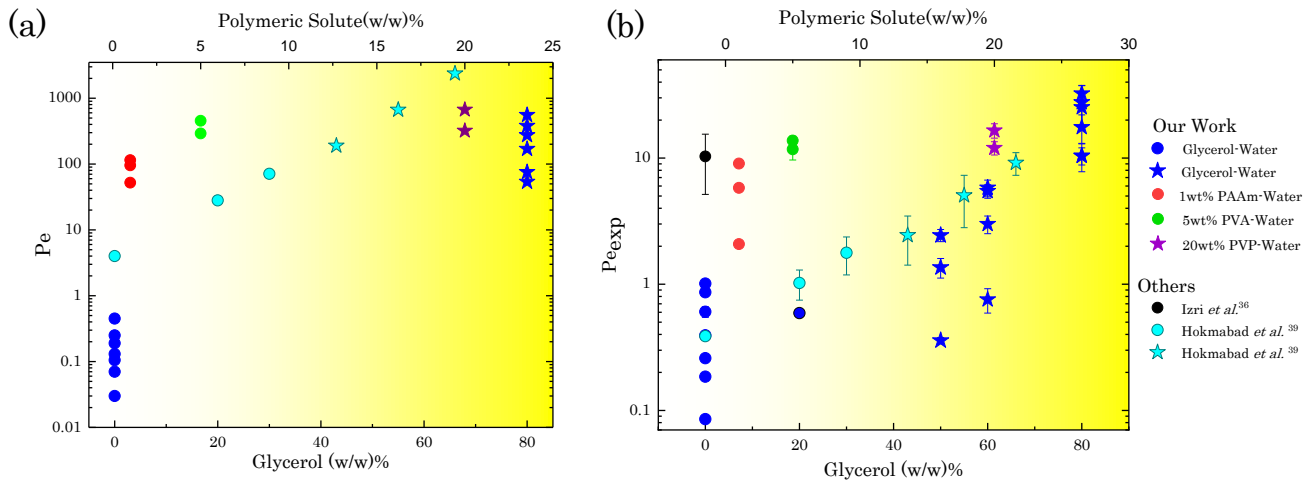 (a)
Polymeric Solute(w/w)%
0 5 10 15 20 25
Pe
1000
100
10
1
0.1
0.01
0 20 40 60 80
Glycerol (w/w)%
(b)
Polymeric Solute(w/w)%
0 10 20 30
Pe exp
10
1
0.1
0 20 40 60 80
Glycerol (w/w)%
Our Work
Glycerol-Water
Glycerol-Water
1wt% PAAm-Water
5wt% PVA-Water
20wt% PVP-Water
Others
Izri et al.36
Hokmabad et al. 39
Hokmabad et al. 39